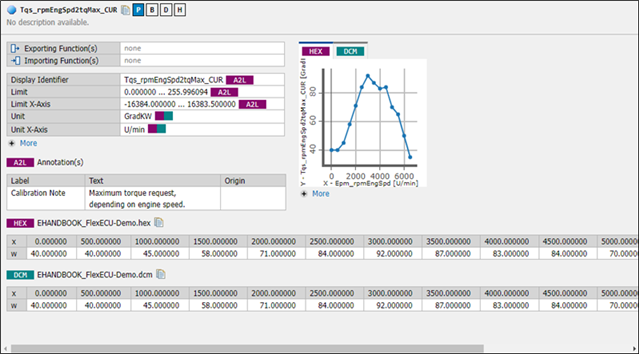 Tqs_rpmEngSpd2tqMax_CUR P B D H
No description available.
Exporting Function(s) none
Importing Function(s) none
Display Identifier Tqs_rpmEngSpd2tqMax_CUR A2L
Limit 0.000000 ... 255.996094 A2L
Limit X-Axis -16384.000000 ... 16383.500000 A2L
Unit GradKW
Unit X-Axis U/min
More
A2L Annotation(s)
Label Text Origin
Calibration Note Maximum torque request,
depending on engine speed.
HEX DCM
Y - Tqs_rpmEngSpd2tqMax_CUR [Grad
80
60
40
0 2000 4000 6000
X - Epm_rpmEngSpd [U/min]
More
HEX EHANDBOOK_FlexECU-Demo.hex
x 0.000000 500.000000 1000.000000 1500.000000 2000.000000 2500.000000 3000.000000 3500.000000 4000.000000 4500.000000 5000.00000
w 40.000000 40.000000 45.000000 58.000000 71.000000 84.000000 92.000000 87.000000 83.000000 84.000000 70.00000
DCM EHANDBOOK_FlexECU-Demo.dcm
x 0.000000 500.000000 1000.000000 1500.000000 2000.000000 2500.000000 3000.000000 3500.000000 4000.000000 4500.000000 5000.00000
w 40.000000 40.000000 45.000000 58.000000 71.000000 84.000000 92.000000 87.000000 83.000000 84.000000 70.00000